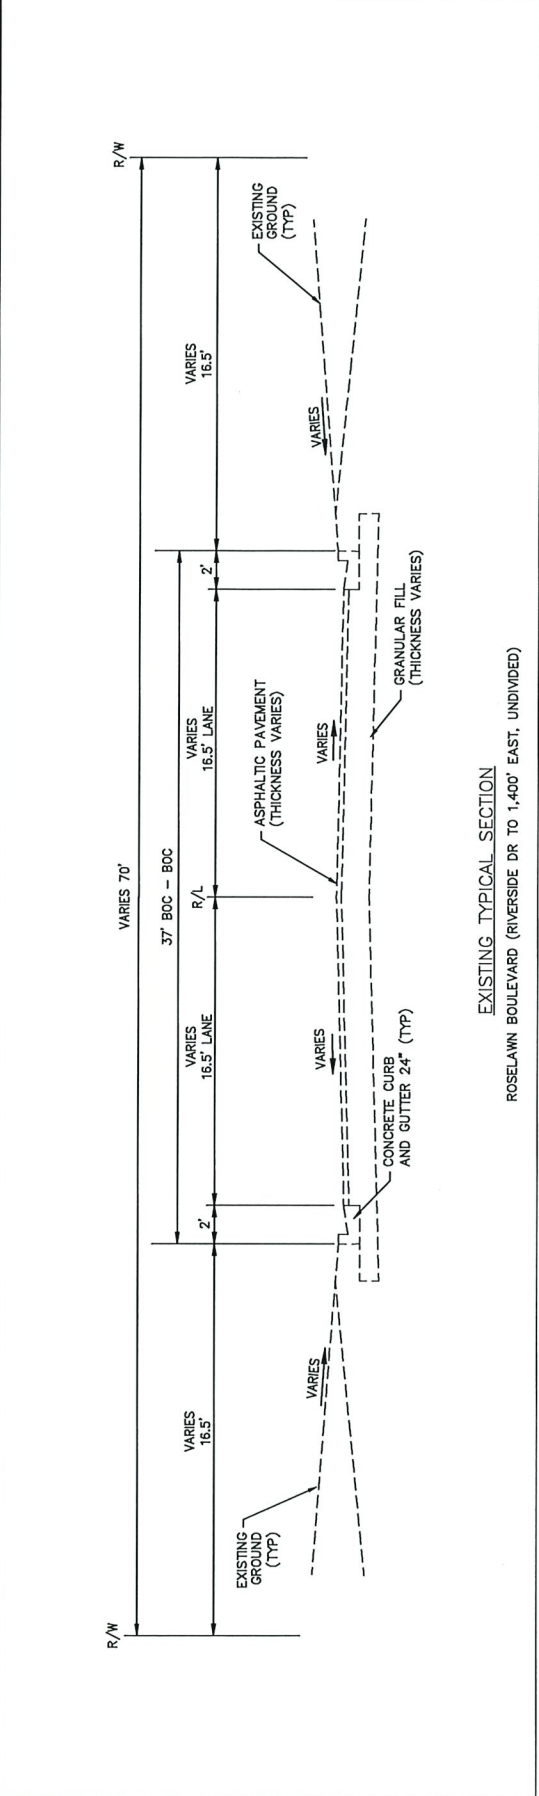 R/W
R/W
VARIES 70'
37' BOC - BOC
VARIES
16.5'
2'
VARIES
16.5' LANE
R/L
VARIES
16.5' LANE
2'
VARIES
16.5'
EXISTING
GROUND
(TYP)
VARIES
VARIES
ASPHALTIC PAVEMENT
(THICKNESS VARIES)
VARIES
VARIES
EXISTING
GROUND
(TYP)
CONCRETE CURB
AND GUTTER 24" (TYP)
GRANULAR FILL
(THICKNESS VARIES)
EXISTING TYPICAL SECTION
ROSELAWN BOULEVARD (RIVERSIDE DR TO 1,400' EAST, UNDIVIDED)